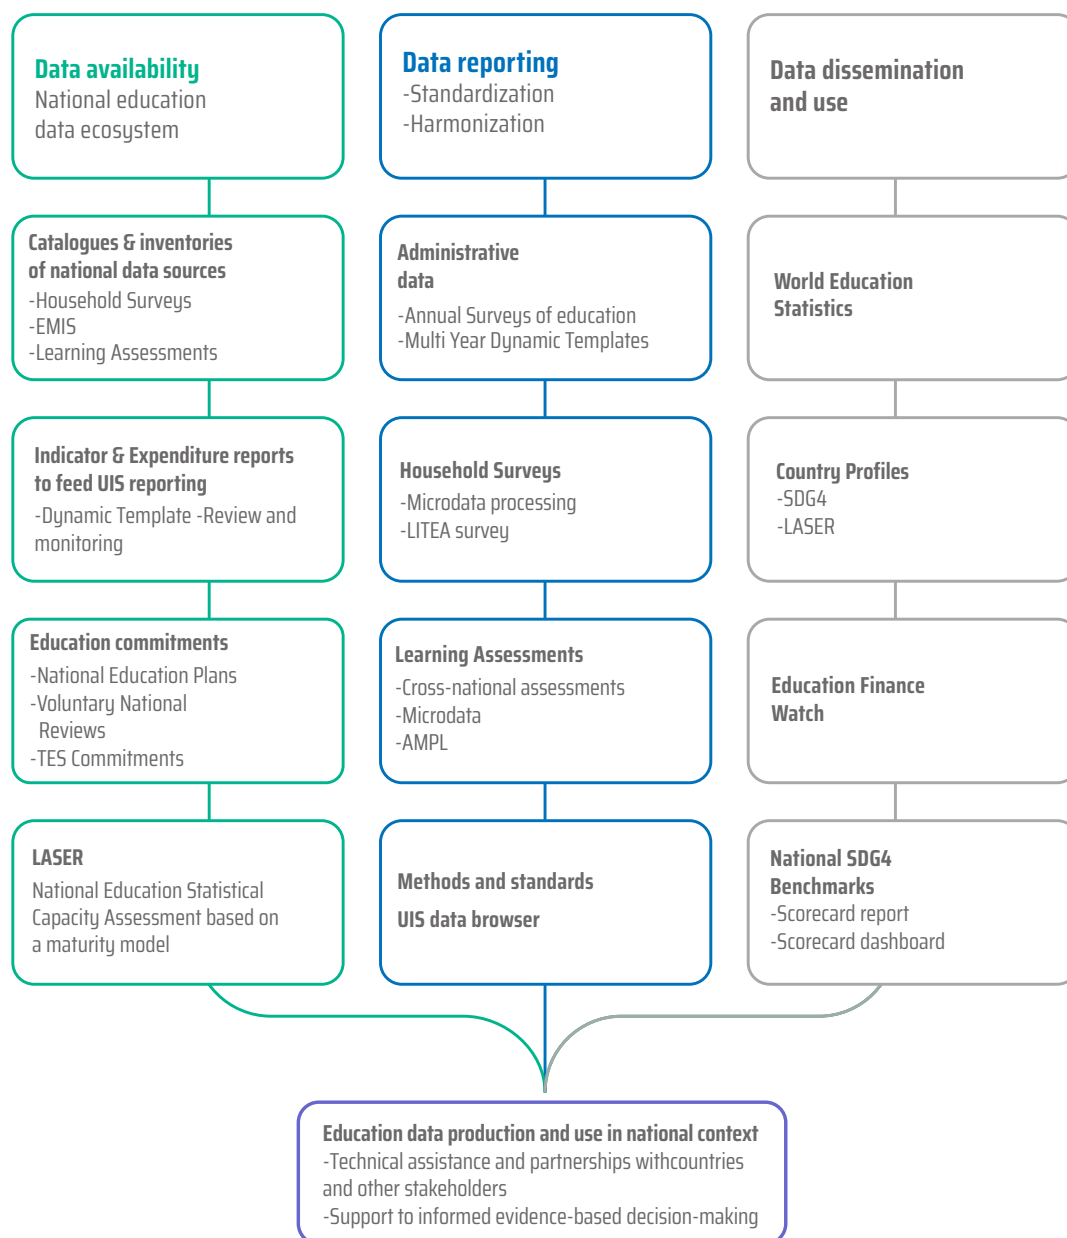 Data availability
National education
data ecosystem
Catalogues & inventories
of national data sources
-Household Surveys
-EMIS
-Learning Assessments
Indicator & Expenditure reports
to feed UIS reporting
-Dynamic Template -Review and
monitoring
Education commitments
-National Education Plans
-Voluntary National
Reviews
-TES Commitments
LASER
National Education Statistical
Capacity Assessment based on
a maturity model
Data reporting
-Standardization
-Harmonization
Administrative
data
-Annual Surveys of education
-Multi Year Dynamic Templates
Household Surveys
-Microdata processing
-LITEA survey
Learning Assessments
-Cross-national assessments
-Microdata
-AMPL
Methods and standards
UIS data browser
Data dissemination
and use
World Education
Statistics
Country Profiles
-SDG4
-LASER
Education Finance
Watch
National SDG4
Benchmarks
-Scorecard report
-Scorecard dashboard
Education data production and use in national context
-Technical assistance and partnerships withcountries
and other stakeholders
-Support to informed evidence-based decision-making